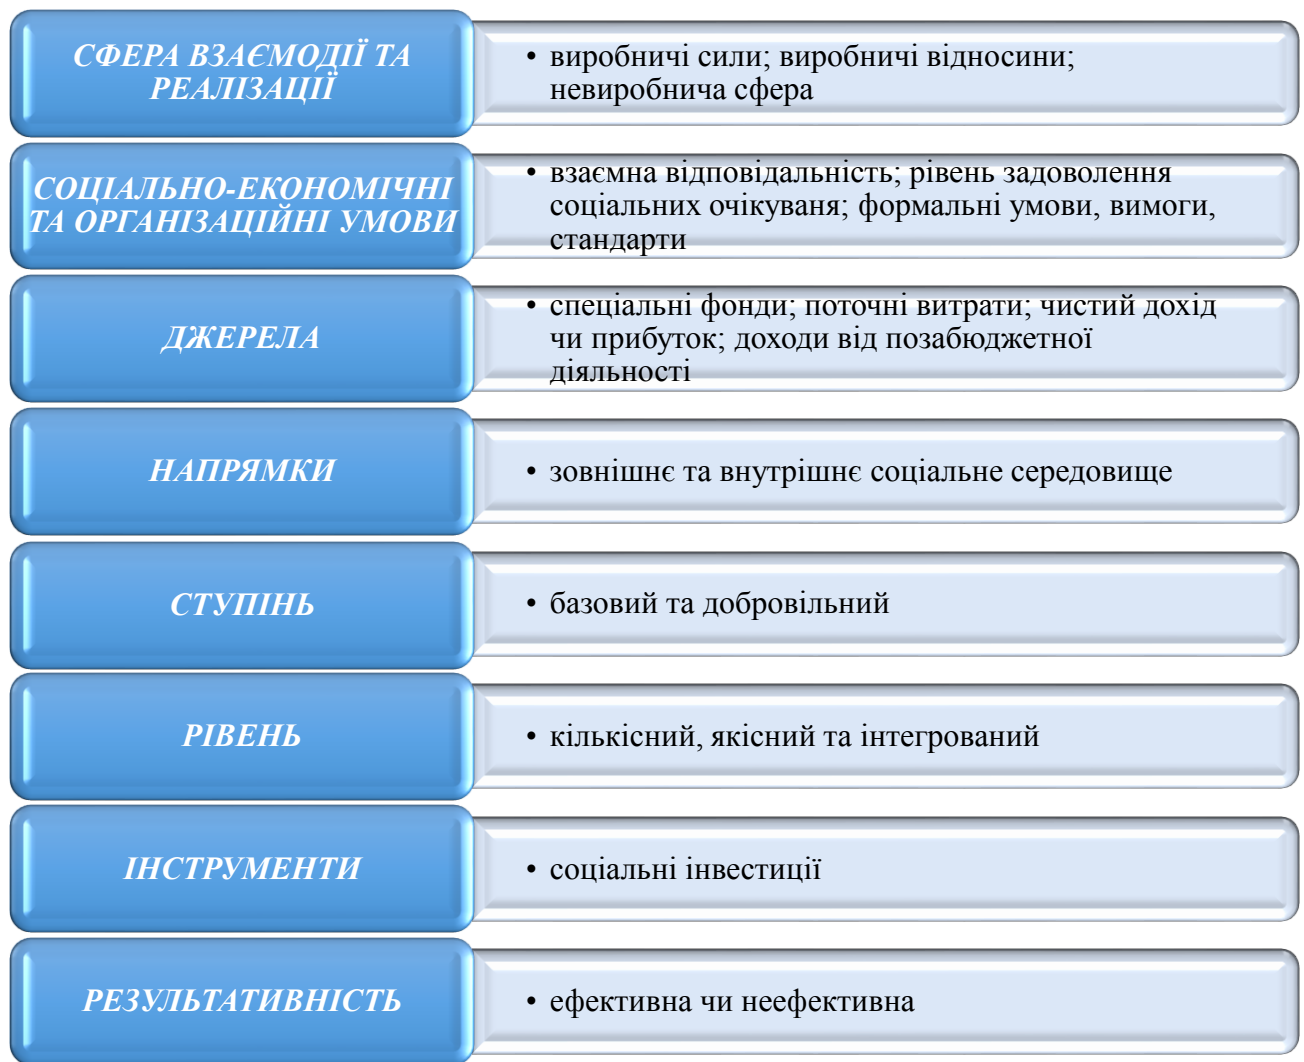 СФЕРА ВЗАЄМОДІЇ ТА
РЕАЛІЗАЦІЇ
• виробничі сили; виробничі відносини;
невиробнича сфера
СОЦІАЛЬНО-ЕКОНОМІЧНІ
ТА ОРГАНІЗАЦІЙНІ УМОВИ
• взаємна відповідальність; рівень задоволення
соціальних очікуваня; формальні умови, вимоги,
стандарти
ДЖЕРЕЛА
• спеціальні фонди; поточні витрати; чистий дохід
чи прибуток; доходи від позабюджетної
діяльності
НАПРЯМКИ
• зовнішнє та внутрішнє соціальне середовище
СТУПІНЬ
• базовий та добровільний
РІВЕНЬ
• кількісний, якісний та інтегрований
ІНСТРУМЕНТИ
• соціальні інвестиції
РЕЗУЛЬТАТИВНІСТЬ
• ефективна чи неефективна